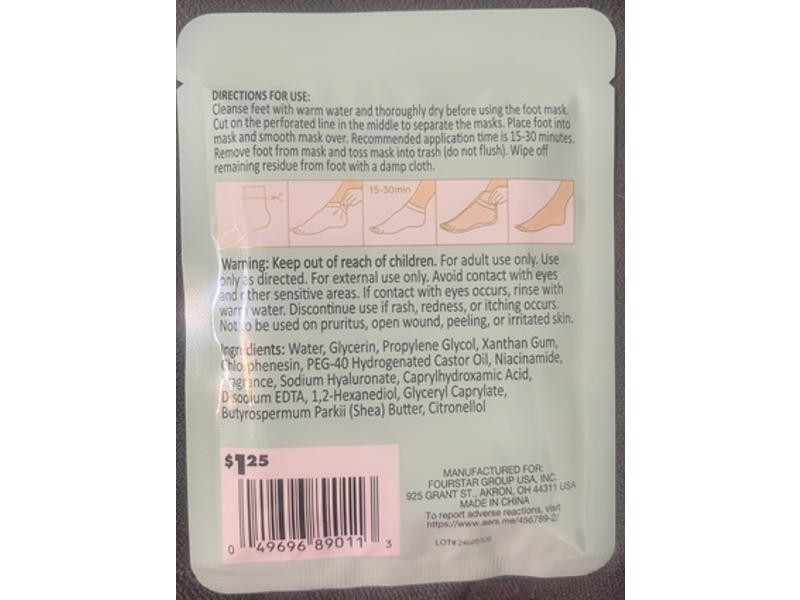 DIRECTIONS FOR USE:
Cleanse feet with warm water and thoroughly dry before using the foot mask.
Cut on the perforated line in the middle to separate the masks. Place foot into
mask and smooth mask over. Recommended application time is 15-30 minutes.
Remove foot from mask and toss mask into trash (do not flush). Wipe off
remaining residue from foot with a damp cloth.
15-30min
Warning: Keep out of reach of children. For adult use only. Use
only as directed. For external use only. Avoid contact with eyes
and other sensitive areas. If contact with eyes occurs, rinse with
warm water. Discontinue use if rash, redness, or itching occurs.
Not to be used on pruritus, open wound, peeling, or irritated skin.
Ingredients: Water, Glycerin, Propylene Glycol, Xanthan Gum,
Chlorphenesin, PEG-40 Hydrogenated Castor Oil, Niacinamide,
Fragrance, Sodium Hyaluronate, Caprylhydroxamic Acid,
Disodium EDTA, 1,2-Hexanediol, Glyceryl Caprylate,
Butyrospermum Parkii (Shea) Butter, Citronellol
$1.25
0 49696 89011 3
MANUFACTURED FOR:
FOURSTAR GROUP USA, INC.
925 GRANT ST., AKRON, OH 44311 USA
MADE IN CHINA
To report adverse reactions, visit
https://www.aers.me/456789-2/
LOT#